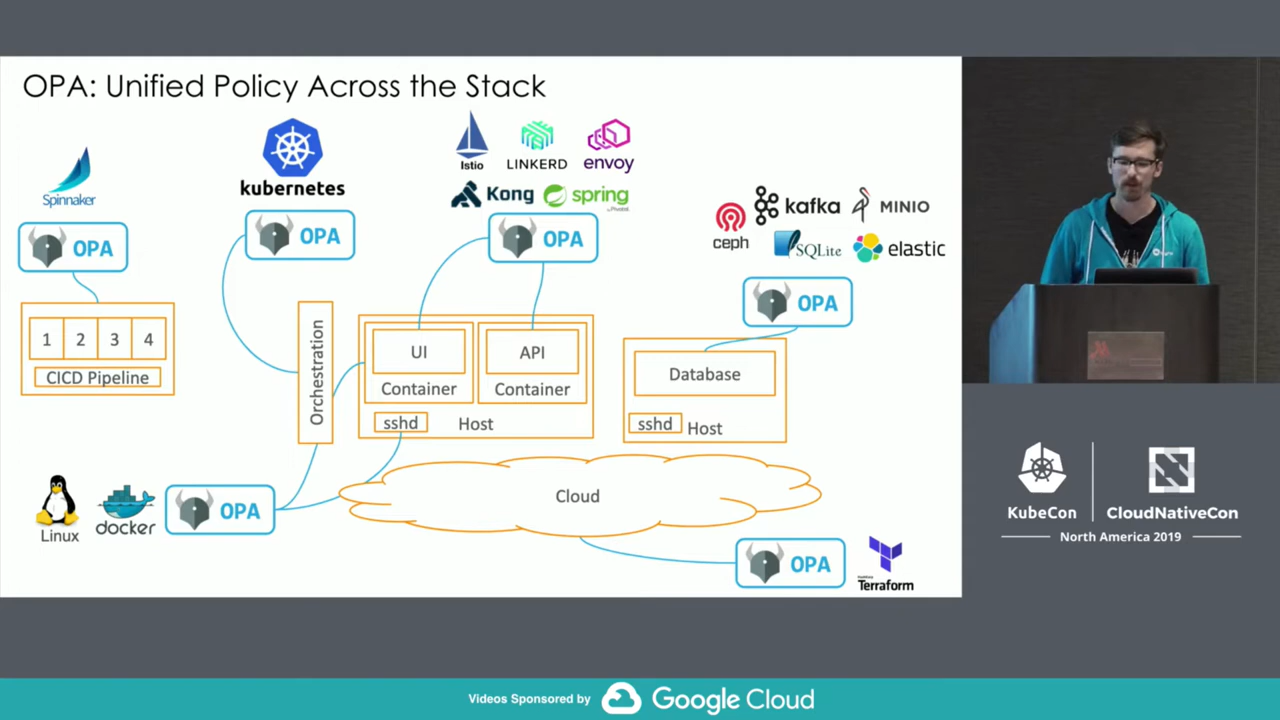 OPA: Unified Policy Across the Stack
Spinnaker
OPA
1 2 3 4
CICD Pipeline
kubernetes
OPA
Orchestration
Istio
LINKERD
envoy
Kong
spring
OPA
UI
Container
API
Container
sshd
Host
ceph
kafka
MINIO
SQLite
elastic
OPA
Database
sshd
Host
Linux
docker
OPA
Cloud
OPA
Terraform
KubeCon
CloudNativeCon
North America 2019
Videos Sponsored by
Google Cloud